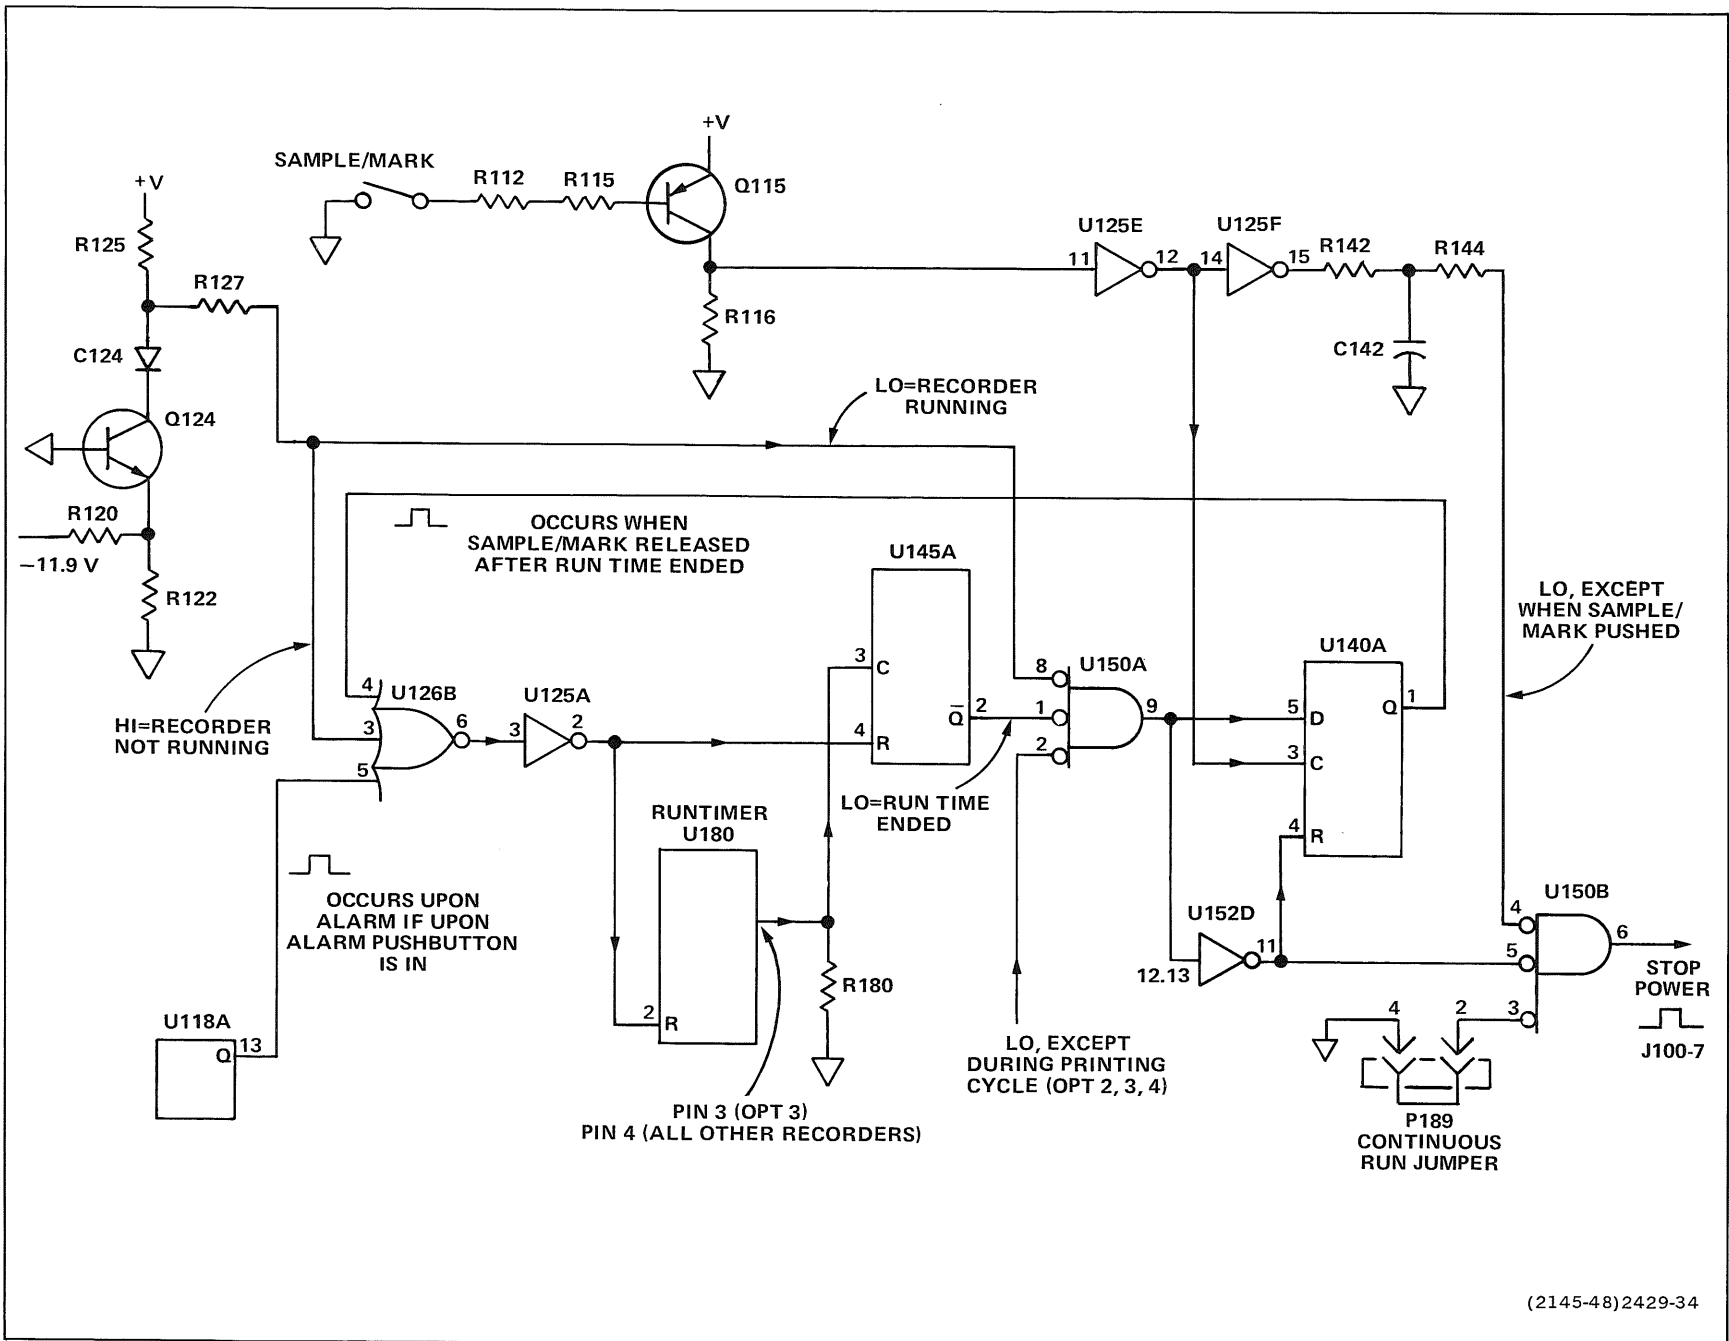 +V
SAMPLE/MARK
R112
R115
Q115
+V
R125
R127
U125E
11
12
14
U125F
15
R142
R144
R116
C124
C142
LO=RECORDER
RUNNING
Q124
R120
−11.9 V
R122
OCCURS WHEN
SAMPLE/MARK RELEASED
AFTER RUN TIME ENDED
U145A
LO, EXCEPT
WHEN SAMPLE/
MARK PUSHED
HI=RECORDER
NOT RUNNING
4
U126B
3
6
5
U125A
3
2
3
C
Q
2
4
R
8
U150A
1
9
2
U140A
5
D
Q
1
3
C
4
R
LO=RUN TIME
ENDED
RUNTIMER
U180
2
R
R180
OCCURS UPON
ALARM IF UPON
ALARM PUSHBUTTON
IS IN
U118A
Q
13
U152D
12.13
11
U150B
4
5
6
3
STOP
POWER
J100-7
4
2
LO, EXCEPT
DURING PRINTING
CYCLE (OPT 2, 3, 4)
PIN 3 (OPT 3)
PIN 4 (ALL OTHER RECORDERS)
P189
CONTINUOUS
RUN JUMPER
(2145-48)2429-34